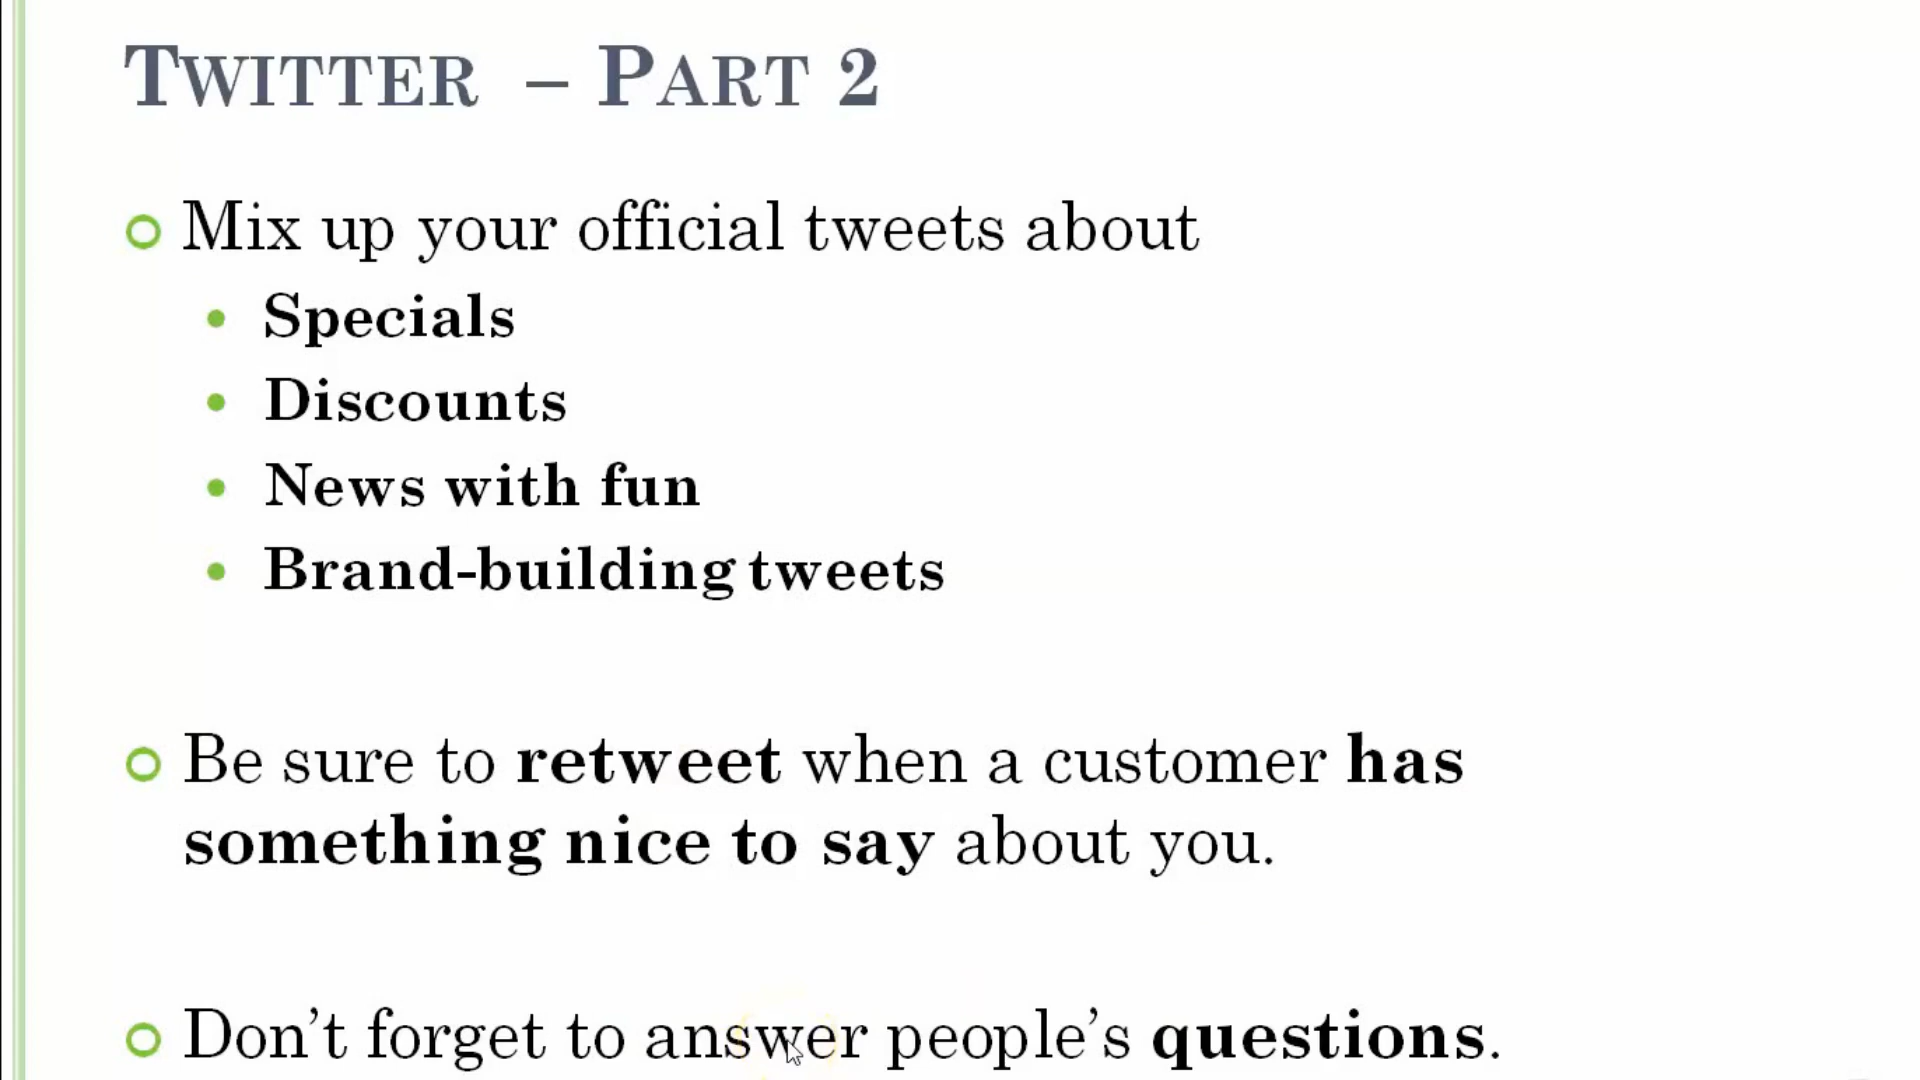 TWITTER – PART 2
Mix up your official tweets about
Specials
Discounts
News with fun
Brand-building tweets
Be sure to retweet when a customer has
something nice to say about you.
Don’t forget to answer people’s questions.